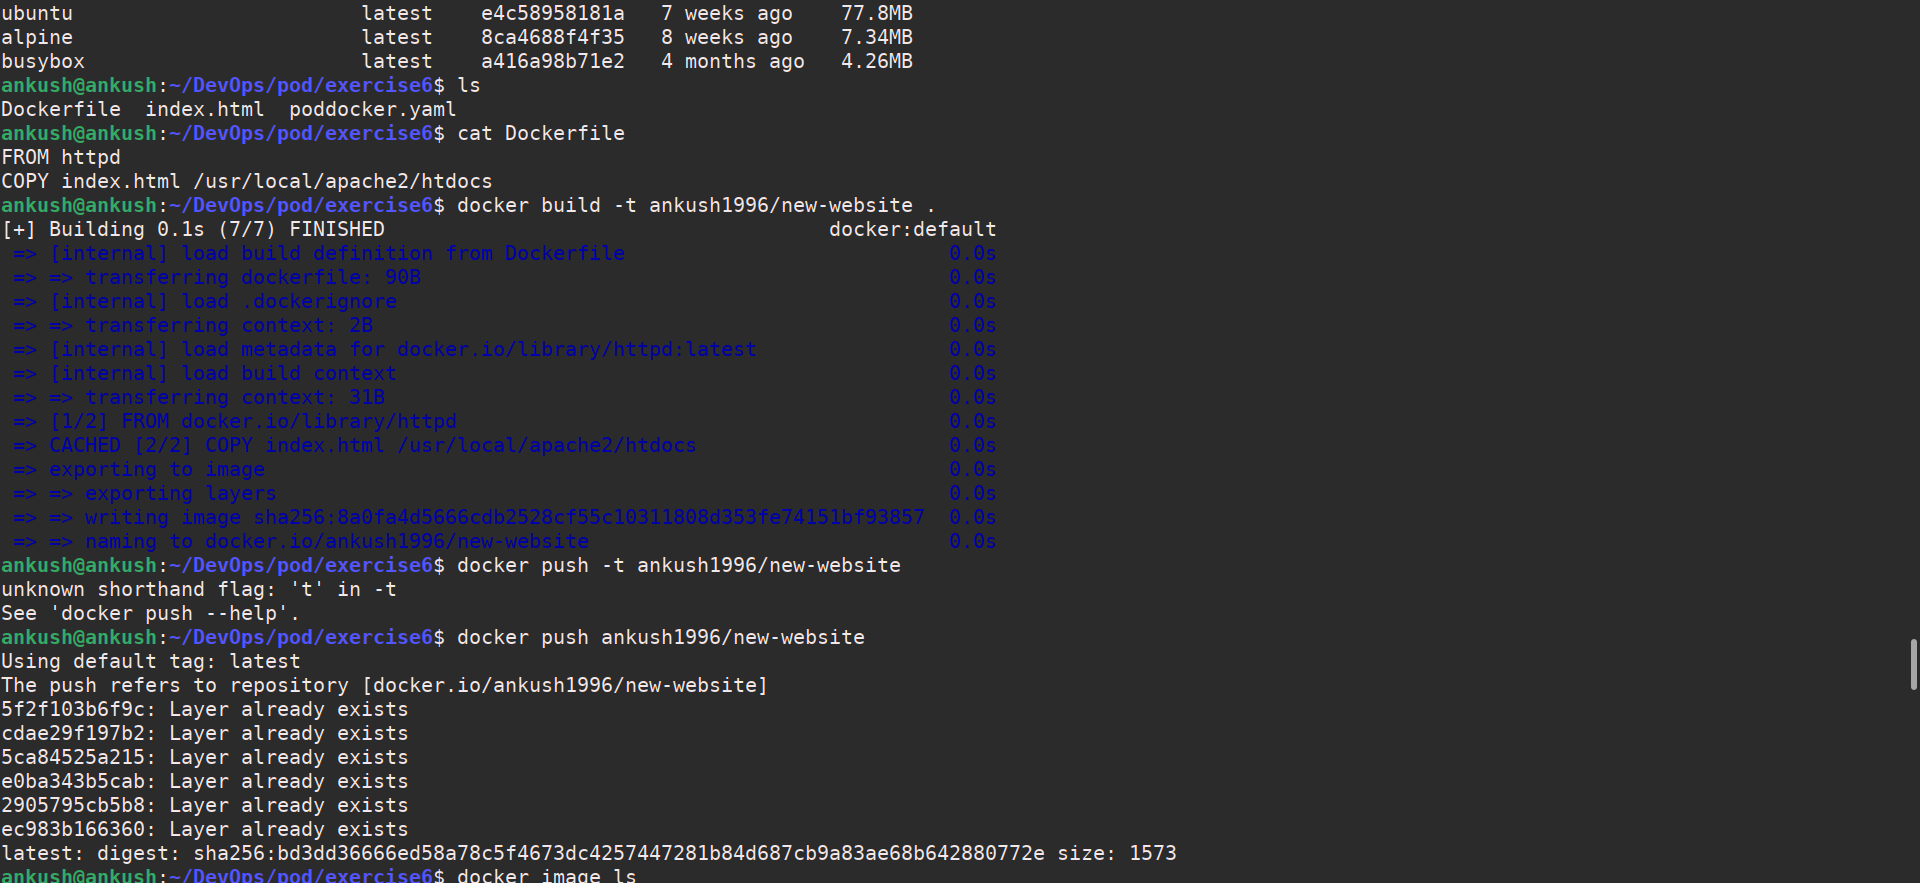 ubuntu                        latest    e4c58958181a   7 weeks ago    77.8MB
alpine                        latest    8ca4688f4f35   8 weeks ago    7.34MB
busybox                       latest    a416a98b71e2   4 months ago   4.26MB
ankush@ankush:~/DevOps/pod/exercise6$ ls
Dockerfile  index.html  poddocker.yaml
ankush@ankush:~/DevOps/pod/exercise6$ cat Dockerfile
FROM httpd
COPY index.html /usr/local/apache2/htdocs
ankush@ankush:~/DevOps/pod/exercise6$ docker build -t ankush1996/new-website .
[+] Building 0.1s (7/7) FINISHED                                     docker:default
 => [internal] load build definition from Dockerfile                           0.0s
 => => transferring dockerfile: 90B                                            0.0s
 => [internal] load .dockerignore                                              0.0s
 => => transferring context: 2B                                                0.0s
 => [internal] load metadata for docker.io/library/httpd:latest                0.0s
 => [internal] load build context                                              0.0s
 => => transferring context: 31B                                               0.0s
 => [1/2] FROM docker.io/library/httpd                                         0.0s
 => CACHED [2/2] COPY index.html /usr/local/apache2/htdocs                     0.0s
 => exporting to image                                                         0.0s
 => => exporting layers                                                        0.0s
 => => writing image sha256:8a0fa4d5666cdb2528cf55c10311808d353fe74151bf93857  0.0s
 => => naming to docker.io/ankush1996/new-website                              0.0s
ankush@ankush:~/DevOps/pod/exercise6$ docker push -t ankush1996/new-website
unknown shorthand flag: 't' in -t
See 'docker push --help'.
ankush@ankush:~/DevOps/pod/exercise6$ docker push ankush1996/new-website
Using default tag: latest
The push refers to repository [docker.io/ankush1996/new-website]
5f2f103b6f9c: Layer already exists
cdae29f197b2: Layer already exists
5ca84525a215: Layer already exists
e0ba343b5cab: Layer already exists
2905795cb5b8: Layer already exists
ec983b166360: Layer already exists
latest: digest: sha256:bd3dd36666ed58a78c5f4673dc4257447281b84d687cb9a83ae68b642880772e size: 1573
ankush@ankush:~/DevOps/pod/exercise6$ docker image ls